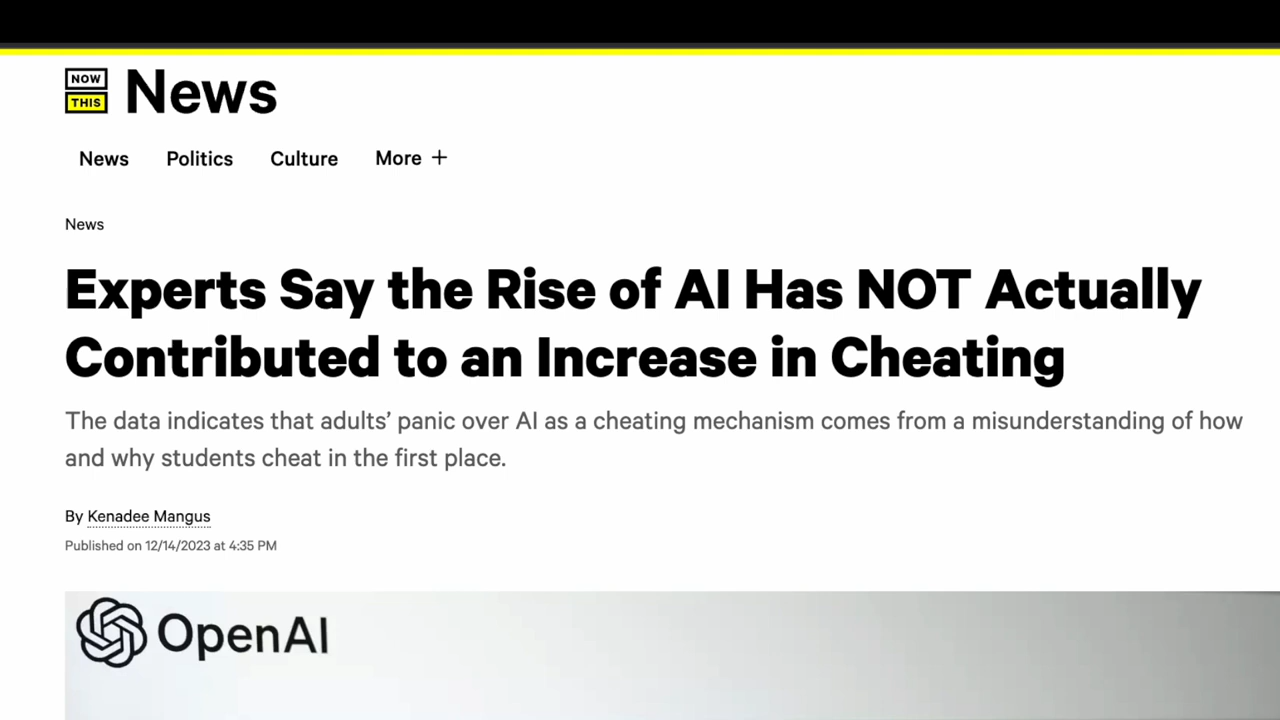 NOW
THIS
News
News Politics Culture More +
News
Experts Say the Rise of AI Has NOT Actually
Contributed to an Increase in Cheating
The data indicates that adults’ panic over AI as a cheating mechanism comes from a misunderstanding of how
and why students cheat in the first place.
By Kenadee Mangus
Published on 12/14/2023 at 4:35 PM
OpenAI